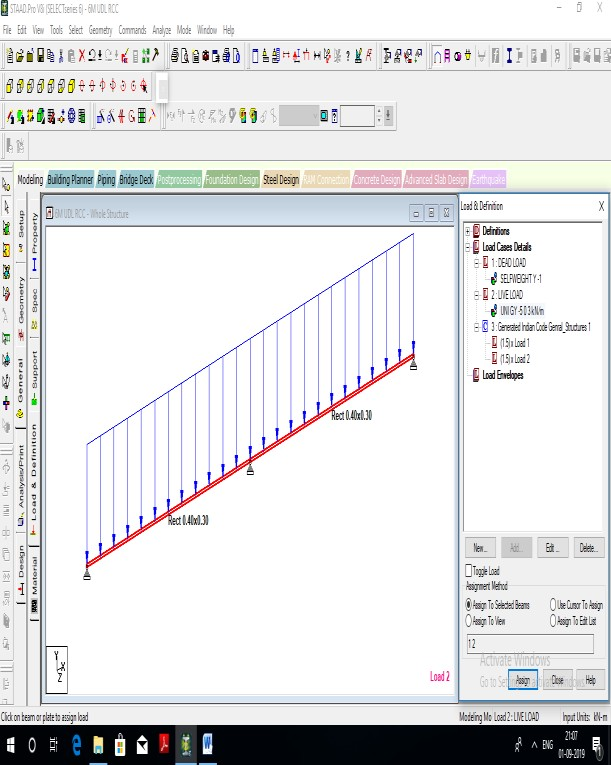 STAAD.Pro V8i (SELECTseries 6) - 6M UDL RCC
File Edit View Tools Select Geometry Commands Analyze Mode Window Help
Modeling Building Planner Piping Bridge Deck Postprocessing Foundation Design Steel Design RAM Connection Concrete Design Advanced Slab Design Earthquake
Setup
Geometry
General
Analysis/Print
Design
Property
Spec
Support
Load & Definition
Material
6M UDL RCC - Whole Structure
Rect 0.40x0.30
Rect 0.40x0.30
Y
X
Z
Load 2
Load & Definition
Definitions
Load Cases Details
1 : DEAD LOAD
SELFWEIGHT Y -1
2 : LIVE LOAD
UNI GY -5 0 3 kN/m
3 : Generated Indian Code Genral_Structures 1
(1.5) x Load 1
(1.5) x Load 2
Load Envelopes
New... Add... Edit... Delete...
Toggle Load
Assignment Method
Assign To Selected Beams Use Cursor To Assign
Assign To View Assign To Edit List
1 2
Activate Windows
Assign Close Help
Click on beam or plate to assign load
Modeling Mo Load 2 : LIVE LOAD Input Units: kN-m
ENG
21:07
01-09-2019